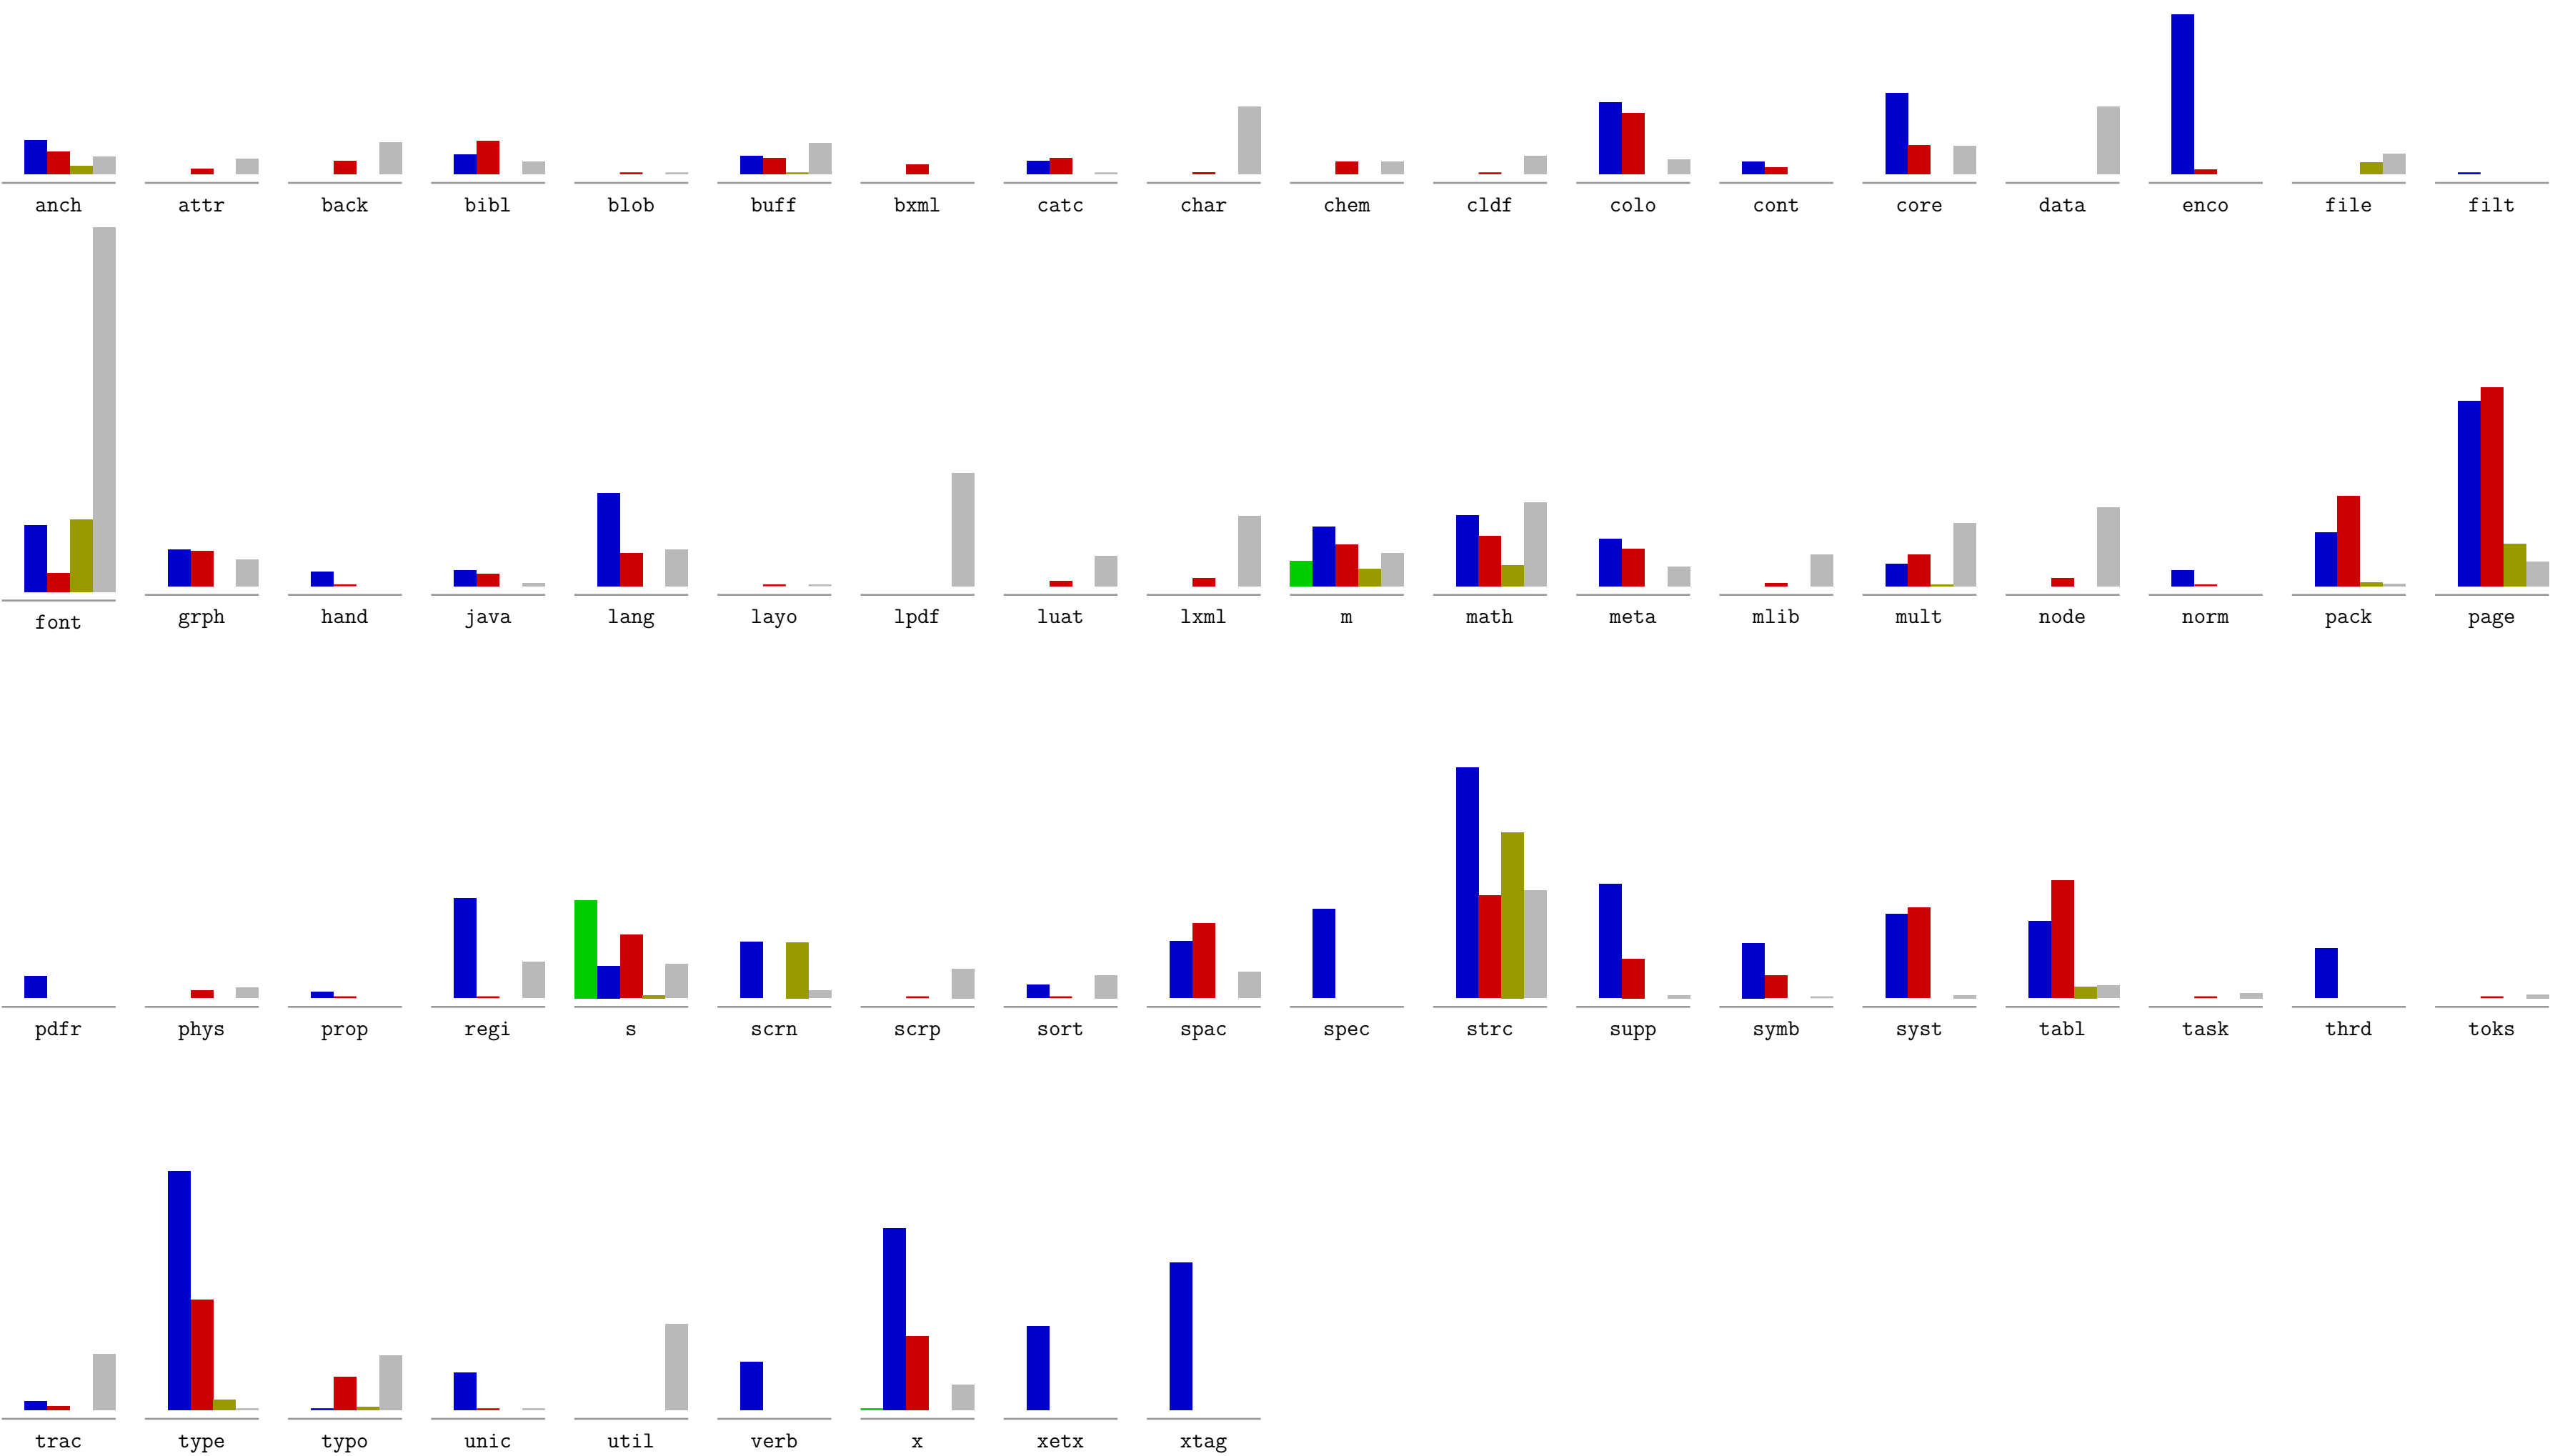 anch attr back bibl blob buff bxml catc char chem cldf colo cont core data enco file filt
font grph hand java lang layo lpdf luat lxml m math meta mlib mult node norm pack page
pdfr phys prop regi s scrn scrp sort spac spec strc supp symb syst tabl task thrd toks
trac type typo unic util verb x xetx xtag